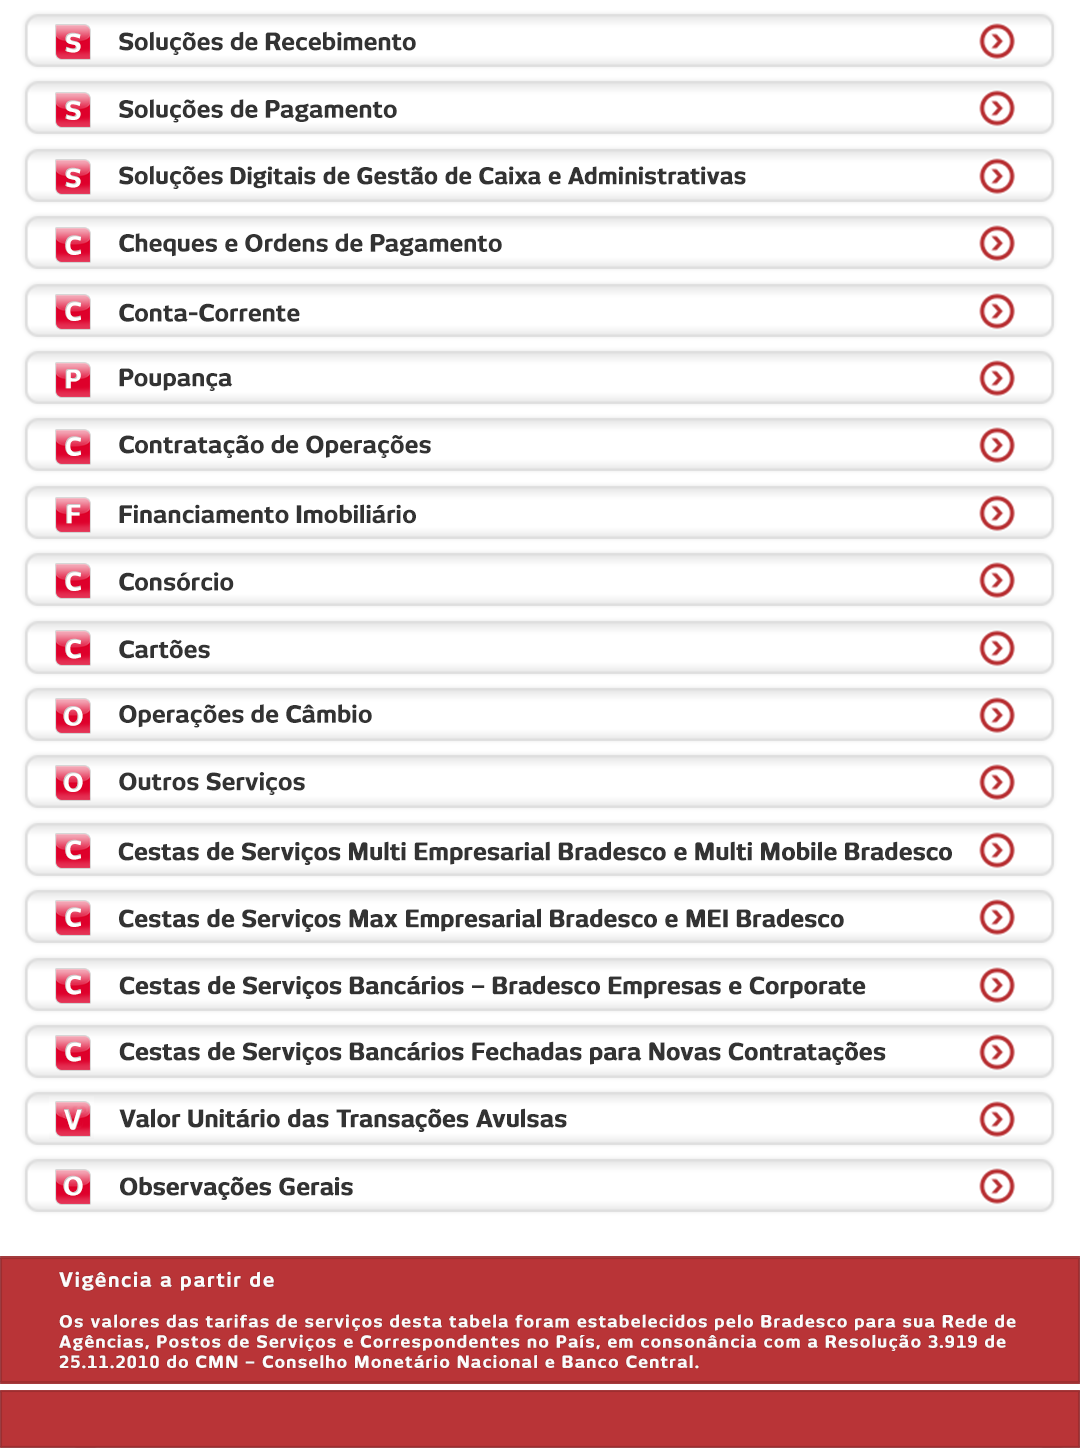 S Soluções de Recebimento
S Soluções de Pagamento
S Soluções Digitais de Gestão de Caixa e Administrativas
C Cheques e Ordens de Pagamento
C Conta-Corrente
P Poupança
C Contratação de Operações
F Financiamento Imobiliário
C Consórcio
C Cartões
O Operações de Câmbio
O Outros Serviços
C Cestas de Serviços Multi Empresarial Bradesco e Multi Mobile Bradesco
C Cestas de Serviços Max Empresarial Bradesco e MEI Bradesco
C Cestas de Serviços Bancários – Bradesco Empresas e Corporate
C Cestas de Serviços Bancários Fechadas para Novas Contratações
V Valor Unitário das Transações Avulsas
O Observações Gerais
Vigência a partir de
Os valores das tarifas de serviços desta tabela foram estabelecidos pelo Bradesco para sua Rede de
Agências, Postos de Serviços e Correspondentes no País, em consonância com a Resolução 3.919 de
25.11.2010 do CMN – Conselho Monetário Nacional e Banco Central.